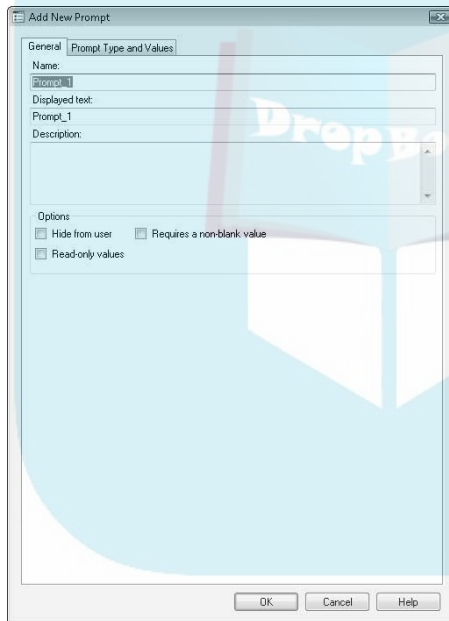 Add New Prompt
General Prompt Type and Values
Name:
Prompt_1
Displayed text:
Prompt_1
Description:
Options
Hide from user Requires a non-blank value
Read-only values
OK Cancel Help